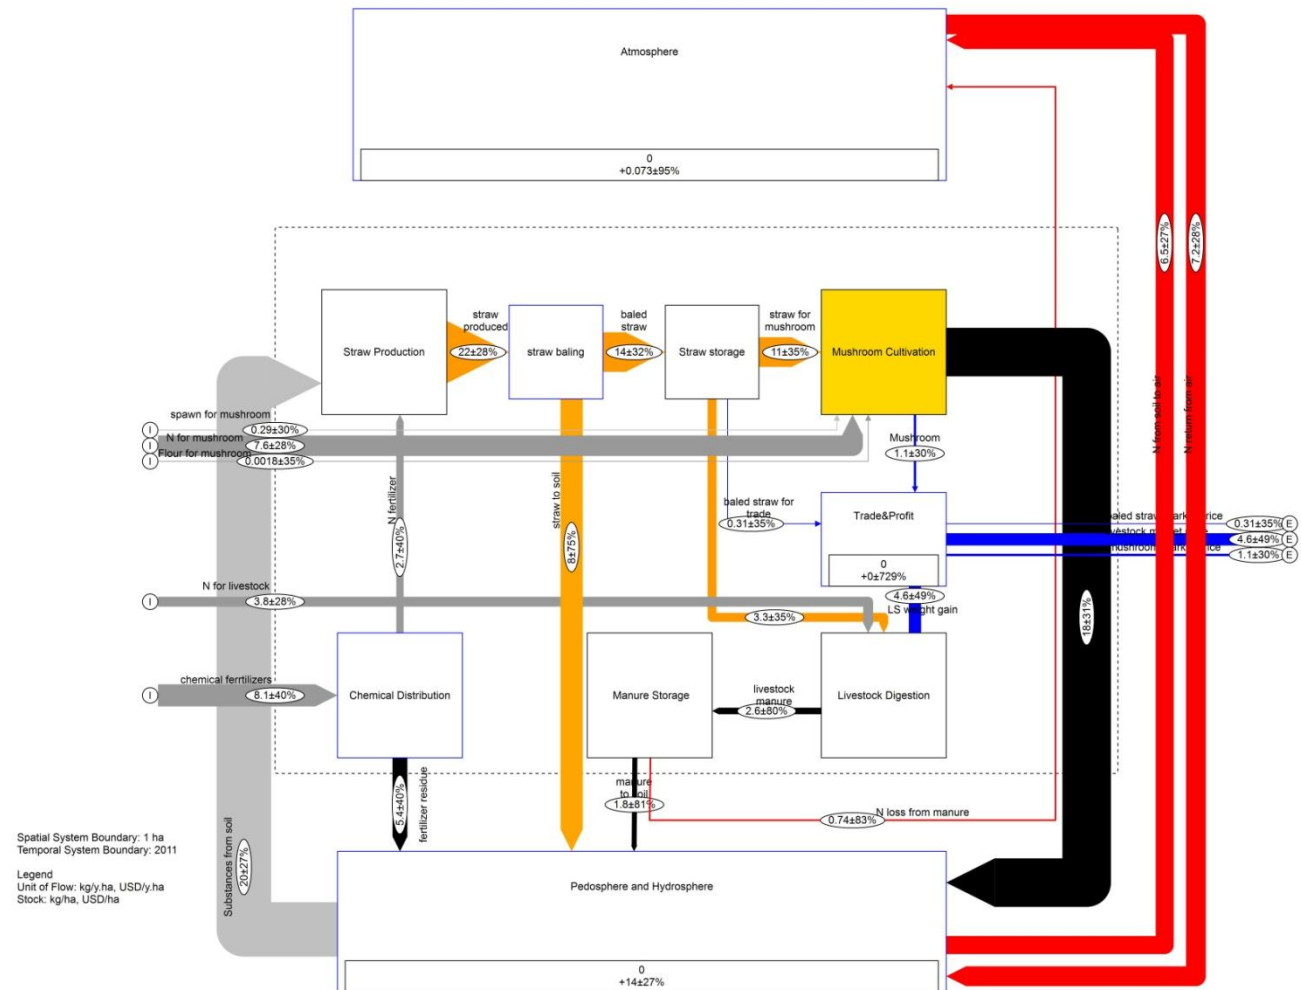 Atmosphere
0
+0.073±95%
straw
produced
baled
straw
straw for
mushroom
Straw Production
22±28%
straw baling
14±32%
Straw storage
11±35%
Mushroom Cultivation
spawn for mushroom
I
0.29±30%
N for mushroom
I
7.6±28%
Flour for mushroom
I
0.0018±35%
Mushroom
1.1±30%
6.5±27%
7.2±28%
N from soil to air
N return from air
N fertilizer
2.7±40%
straw to soil
8±75%
baled straw for
trade
0.31±35%
Trade&Profit
0
+0±729%
0.31±35%
E
4.6±49%
E
1.1±30%
E
N for livestock
I
3.8±28%
4.6±49%
LS weight gain
3.3±35%
18±31%
chemical ferrtilizers
I
8.1±40%
Chemical Distribution
Manure Storage
livestock
manure
2.6±80%
Livestock Digestion
5.4±40%
fertilizer residue
manure
to soil
1.8±81%
N loss from manure
0.74±83%
Substances from soil
20±27%
Pedosphere and Hydrosphere
0
+14±27%
Spatial System Boundary: 1 ha
Temporal System Boundary: 2011
Legend
Unit of Flow: kg/y.ha, USD/y.ha
Stock: kg/ha, USD/ha